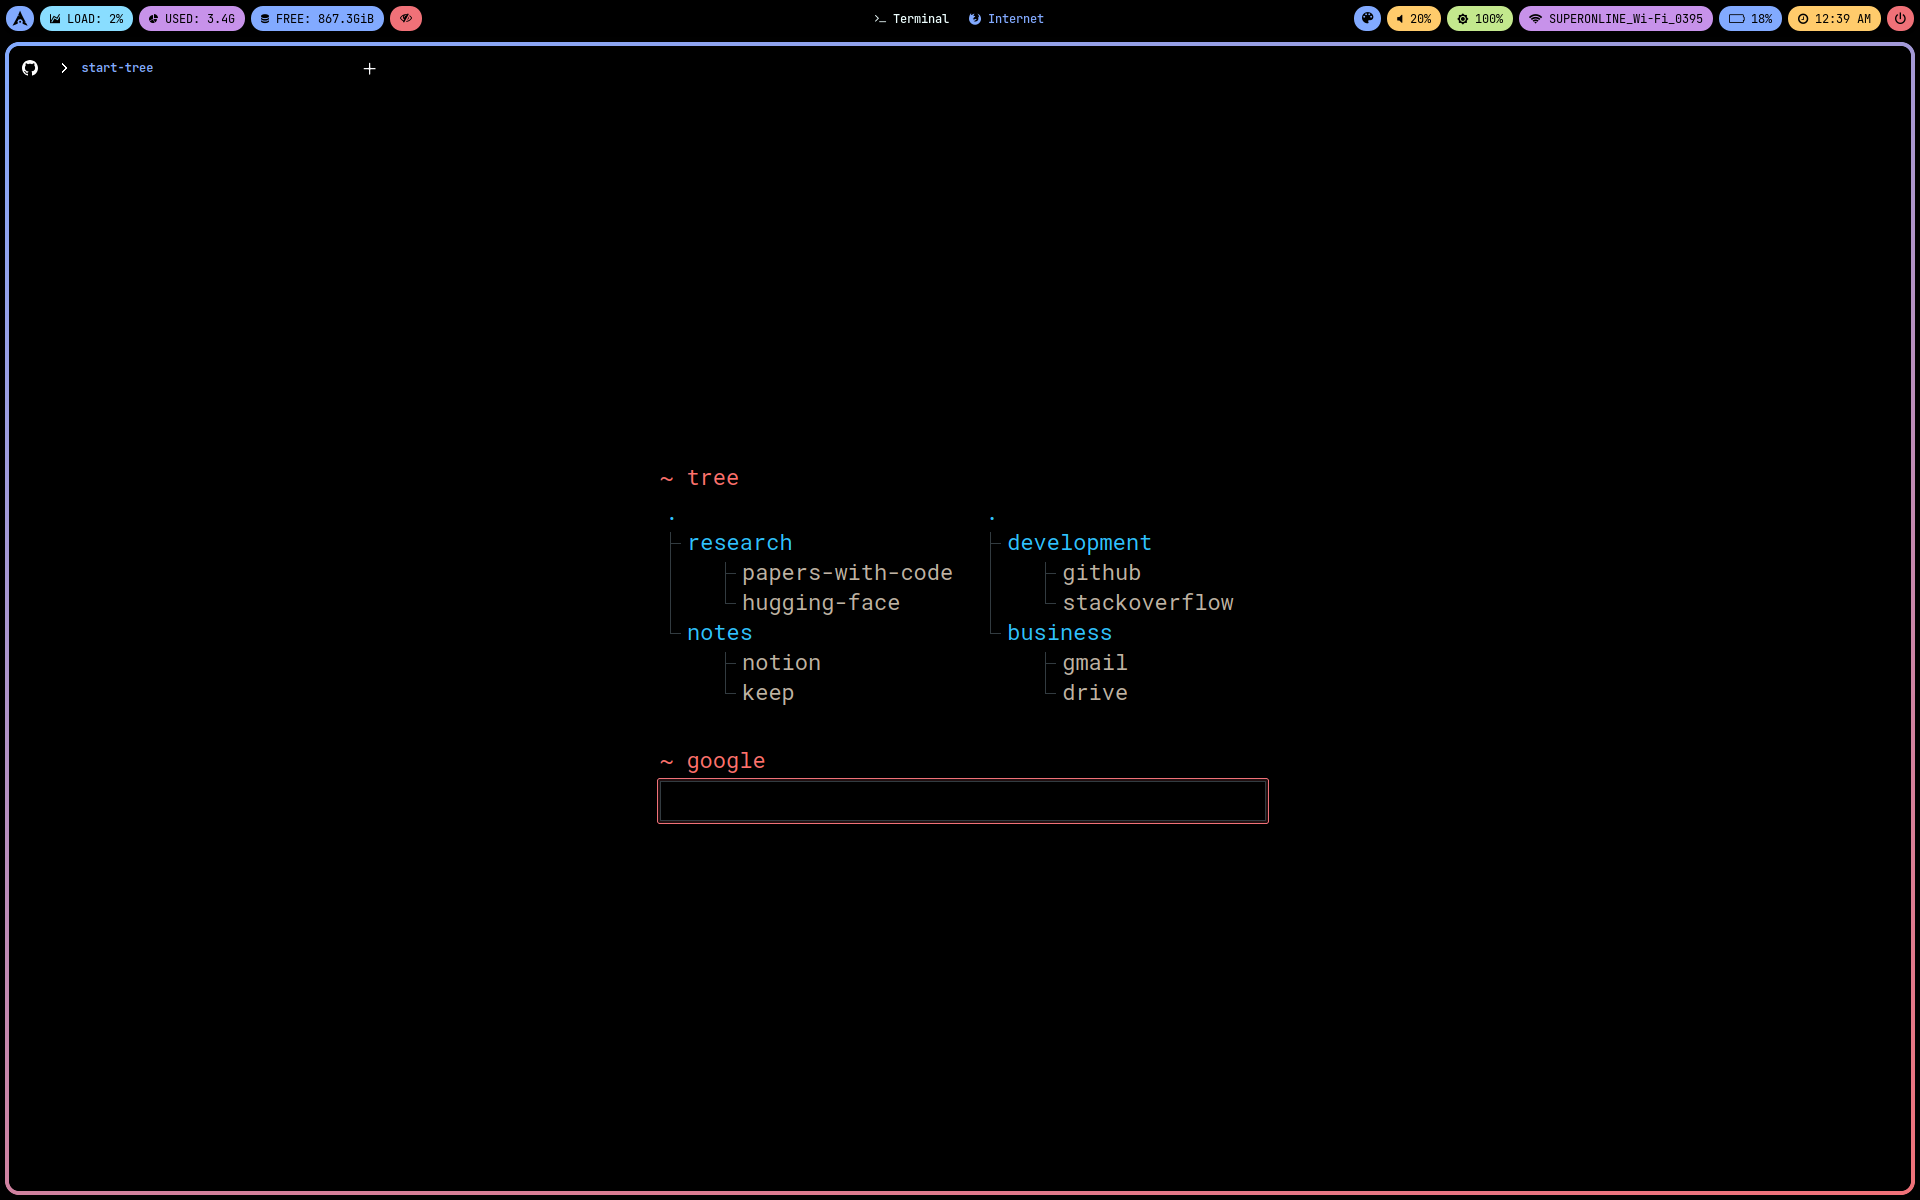 LOAD: 2% USED: 3.4G FREE: 867.3GiB Terminal Internet 20% 100% SUPERONLINE_Wi-Fi_0395 18% 12:39 AM
start-tree +
~ tree
. .
research development
papers-with-code github
hugging-face stackoverflow
notes business
notion gmail
keep drive
~ google